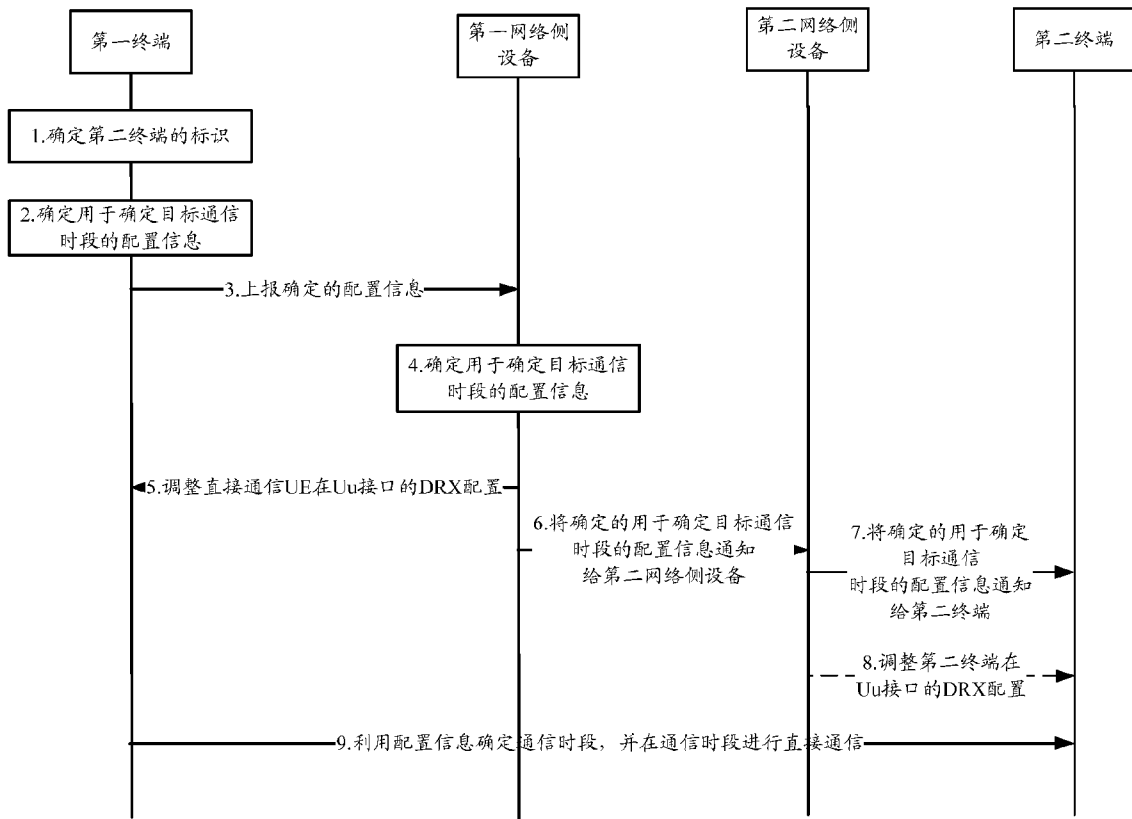 第一终端
第一网络侧
设备
第二网络侧
设备
第二终端
1.确定第二终端的标识
2.确定用于确定目标通信
时段的配置信息
3.上报确定的配置信息
4.确定用于确定目标通信
时段的配置信息
5.调整直接通信UE在Uu接口的DRX配置
6.将确定的用于确定目标通信
时段的配置信息通知
给第二网络侧设备
7.将确定的用于确定
目标通信
时段的配置信息通知
给第二终端
8.调整第二终端在
Uu接口的DRX配置
9.利用配置信息确定通信时段，并在通信时段进行直接通信